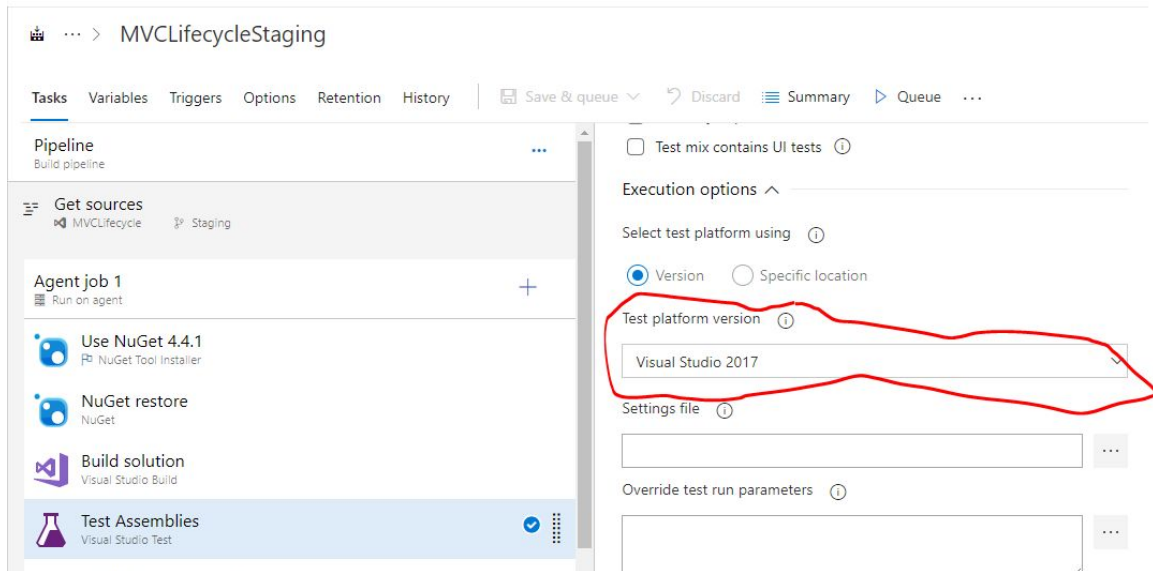 ··· > MVCLifecycleStaging
Tasks Variables Triggers Options Retention History Save & queue Discard Summary Queue ...
Pipeline
Build pipeline
Get sources
MVCLifecycle Staging
Agent job 1
Run on agent
Use NuGet 4.4.1
NuGet Tool Installer
NuGet restore
NuGet
Build solution
Visual Studio Build
Test Assemblies
Visual Studio Test
Test mix contains UI tests
Execution options
Select test platform using
Version Specific location
Test platform version
Visual Studio 2017
Settings file
Override test run parameters